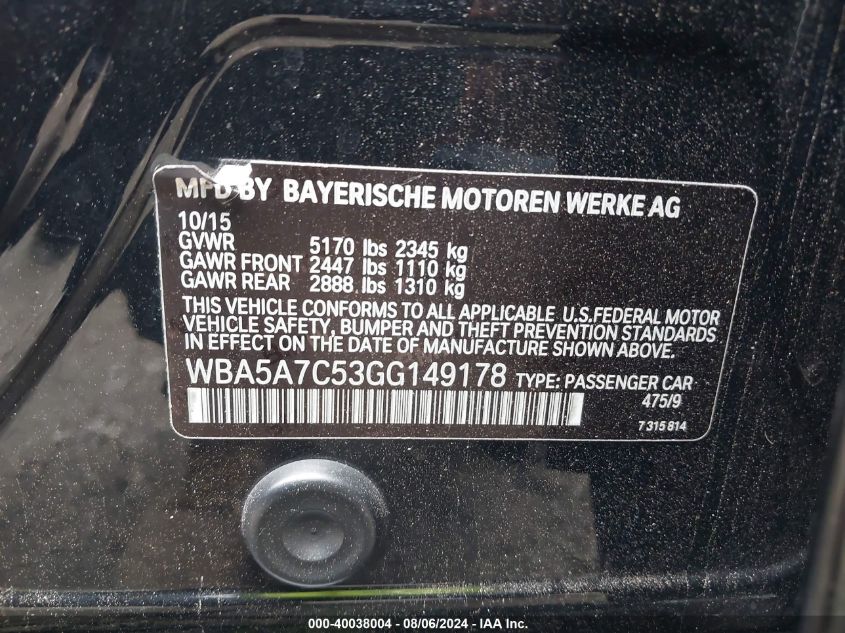 MFD BY BAYERISCHE MOTOREN WERKE AG
10/15
GVWR 5170 lbs 2345 kg
GAWR FRONT 2447 lbs 1110 kg
GAWR REAR 2888 lbs 1310 kg
THIS VEHICLE CONFORMS TO ALL APPLICABLE U.S.FEDERAL MOTOR
VEHICLE SAFETY, BUMPER AND THEFT PREVENTION STANDARDS
IN EFFECT ON THE DATE OF MANUFACTURE SHOWN ABOVE.
WBA5A7C53GG149178 TYPE: PASSENGER CAR
475/9
7 315 814
000-40038004 - 08/06/2024 - IAA Inc.